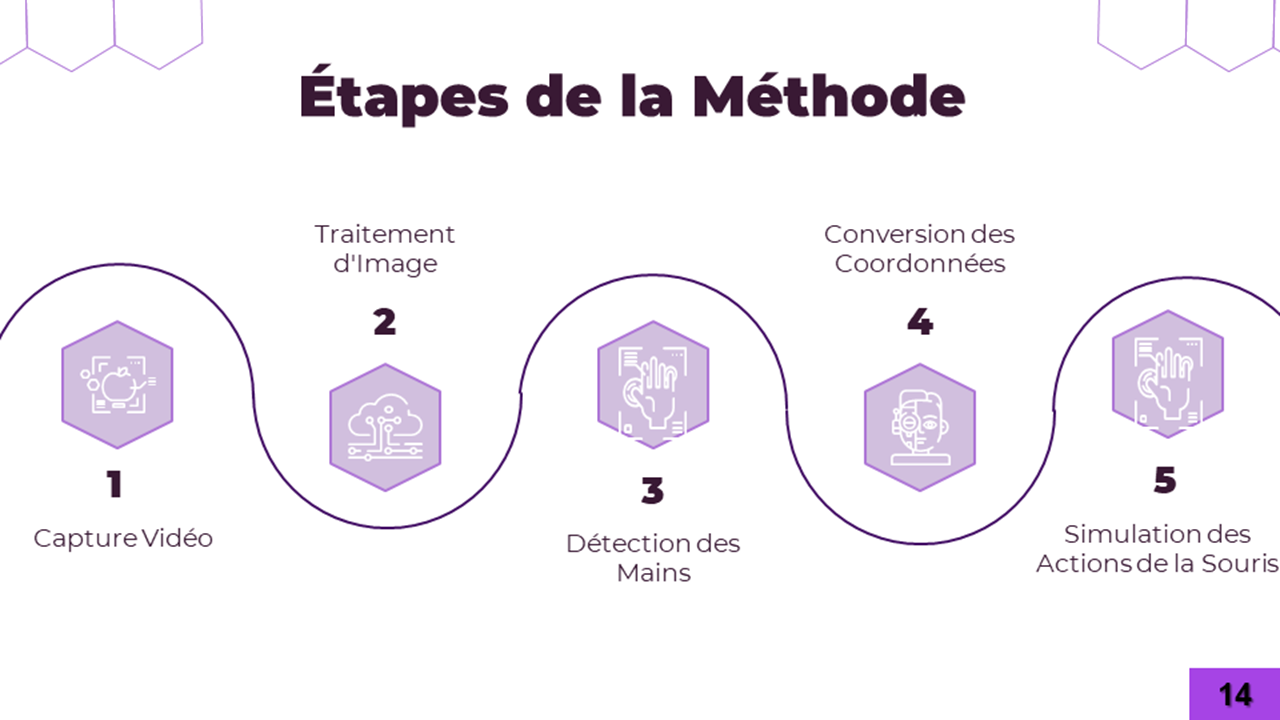 Étapes de la Méthode
1
Capture Vidéo
Traitement
d'Image
2
3
Détection des
Mains
Conversion des
Coordonnées
4
5
Simulation des
Actions de la Souris
14